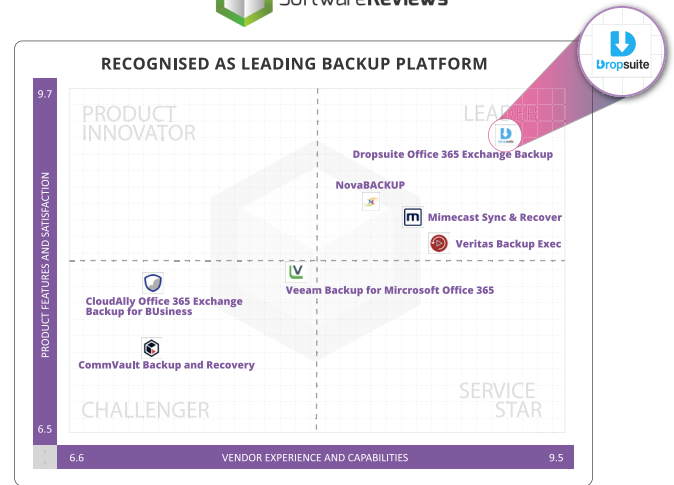 SoftwareReviews
Dropsuite
RECOGNISED AS LEADING BACKUP PLATFORM
9.7
PRODUCT
INNOVATOR
LEADER
Dropsuite Office 365 Exchange Backup
NovaBACKUP
Mimecast Sync & Recover
Veritas Backup Exec
Veeam Backup for Mircrosoft Office 365
CloudAlly Office 365 Exchange
Backup for BUsiness
CommVault Backup and Recovery
PRODUCT FEATURES AND SATISFACTION
CHALLENGER
SERVICE
STAR
6.5
6.6
VENDOR EXPERIENCE AND CAPABILITIES
9.5